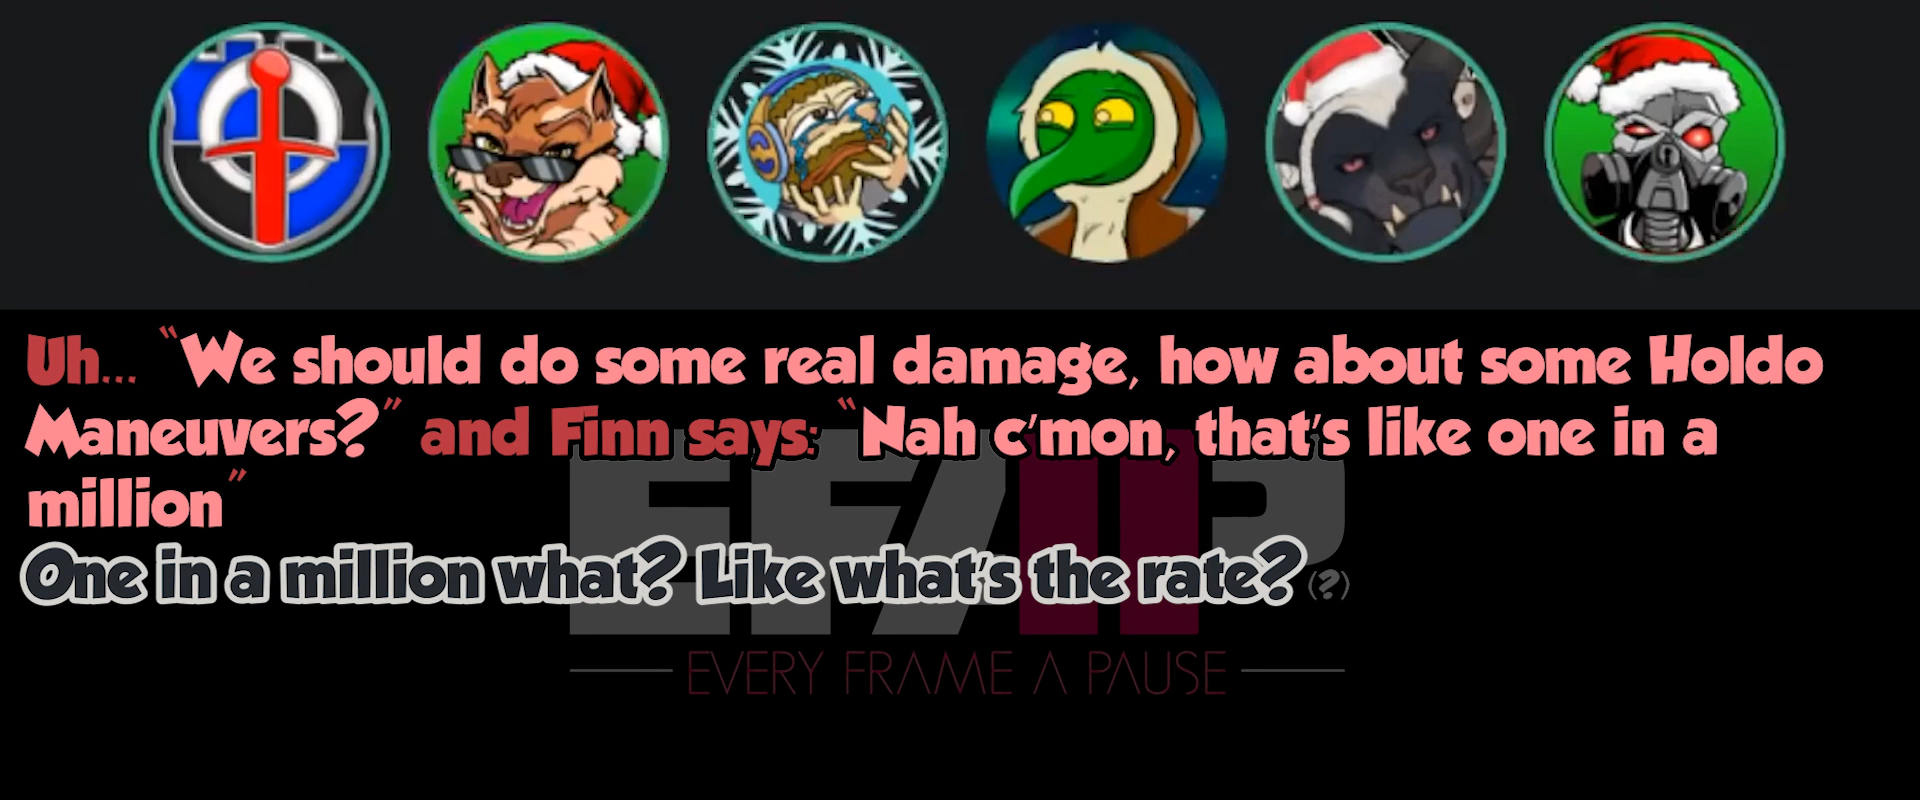 Uh... "We should do some real damage, how about some Holdo
Maneuvers?" and Finn says: "Nah c'mon, that's like one in a
million"
One in a million what? Like what's the rate? (?)
EFAP
EVERY FRAME A PAUSE